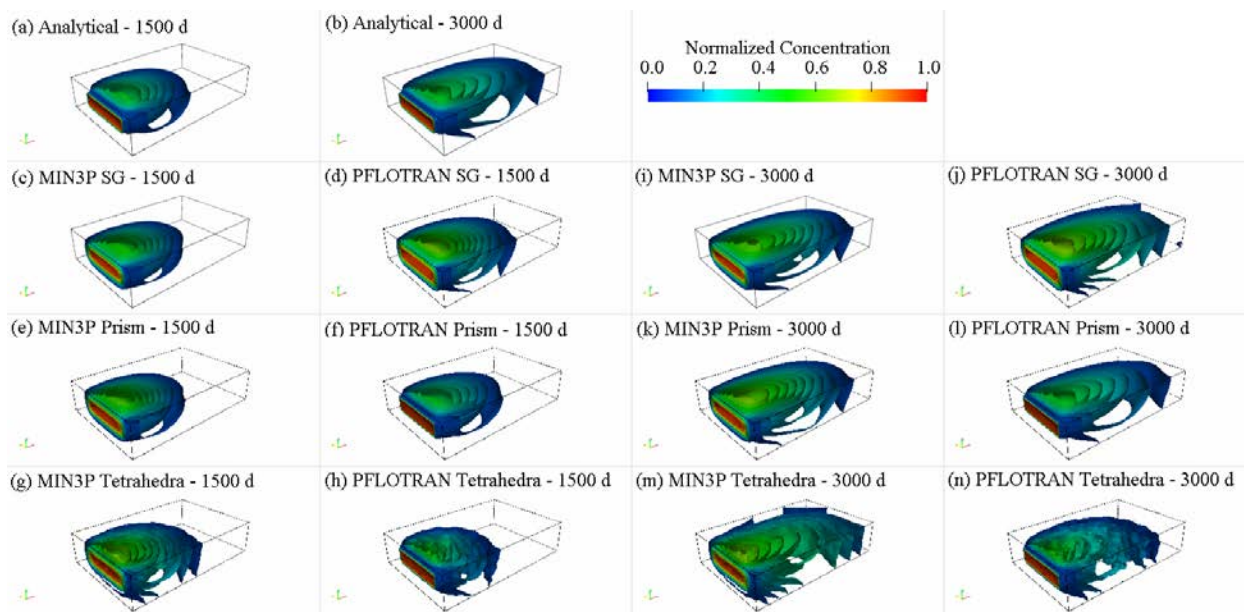 (a) Analytical - 1500 d
(b) Analytical - 3000 d
Normalized Concentration
0.0 0.2 0.4 0.6 0.8 1.0
(c) MIN3P SG - 1500 d
(d) PFLOTRAN SG - 1500 d
(i) MIN3P SG - 3000 d
(j) PFLOTRAN SG - 3000 d
(e) MIN3P Prism - 1500 d
(f) PFLOTRAN Prism - 1500 d
(k) MIN3P Prism - 3000 d
(l) PFLOTRAN Prism - 3000 d
(g) MIN3P Tetrahedra - 1500 d
(h) PFLOTRAN Tetrahedra - 1500 d
(m) MIN3P Tetrahedra - 3000 d
(n) PFLOTRAN Tetrahedra - 3000 d